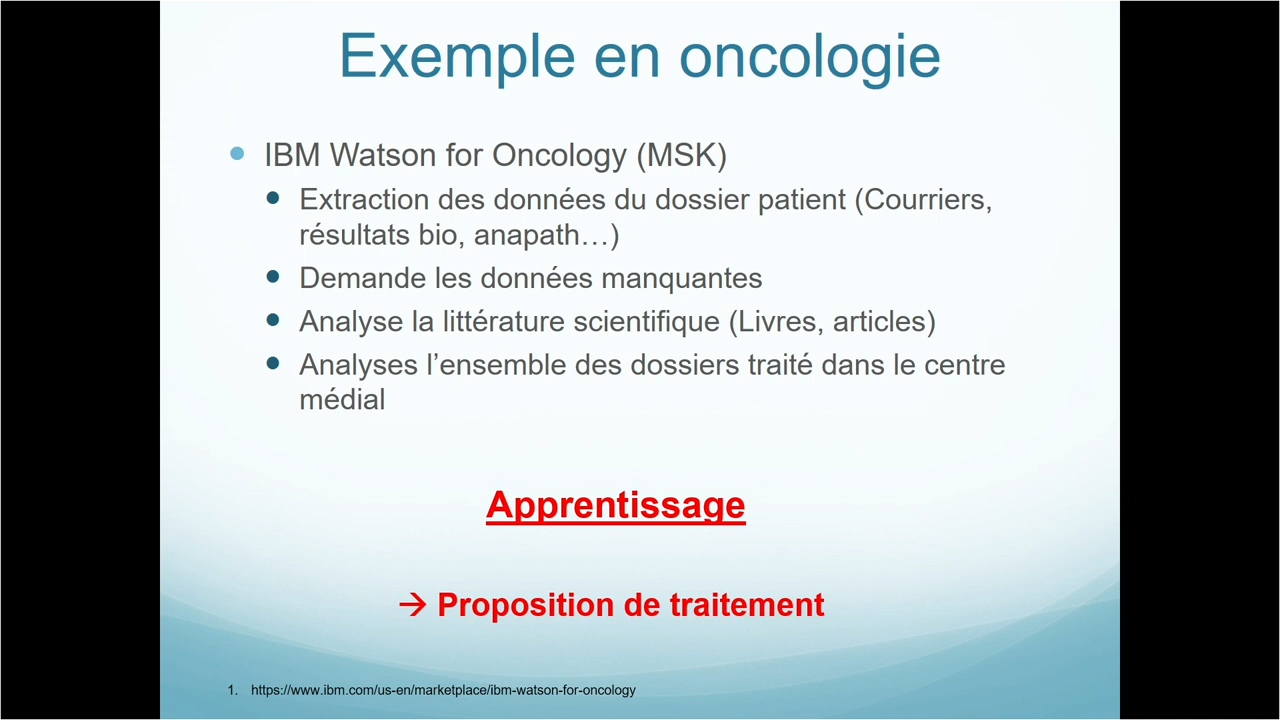 Exemple en oncologie
IBM Watson for Oncology (MSK)
Extraction des données du dossier patient (Courriers,
résultats bio, anapath…)
Demande les données manquantes
Analyse la littérature scientifique (Livres, articles)
Analyses l’ensemble des dossiers traité dans le centre
médial
Apprentissage
→ Proposition de traitement
1. https://www.ibm.com/us-en/marketplace/ibm-watson-for-oncology